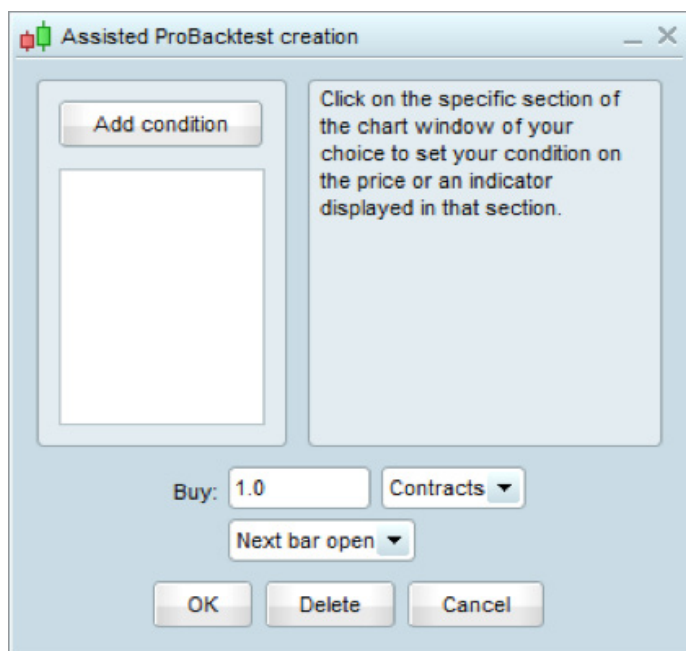 Assisted ProBacktest creation
Add condition
Click on the specific section of
the chart window of your
choice to set your condition on
the price or an indicator
displayed in that section.
Buy: 1.0 Contracts
Next bar open
OK Delete Cancel